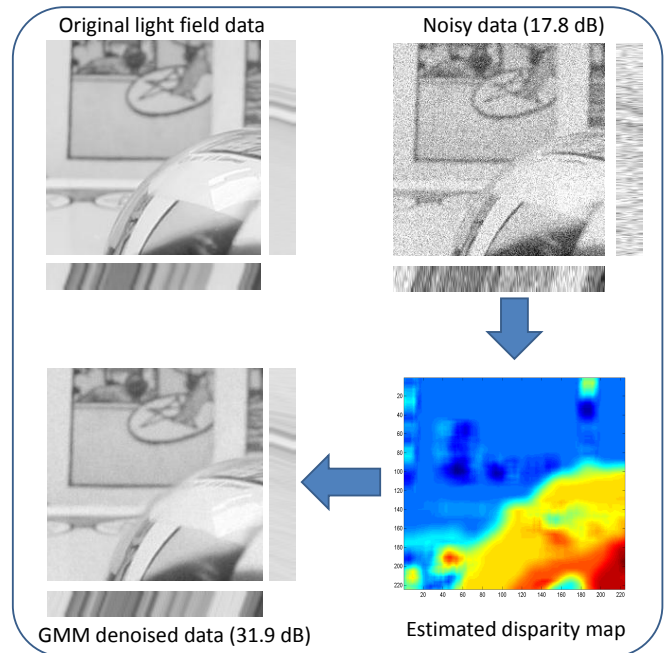 Original light field data
Noisy data (17.8 dB)
20
40
60
80
100
120
140
160
180
200
220
20 40 60 80 100 120 140 160 180 200 220
GMM denoised data (31.9 dB)
Estimated disparity map